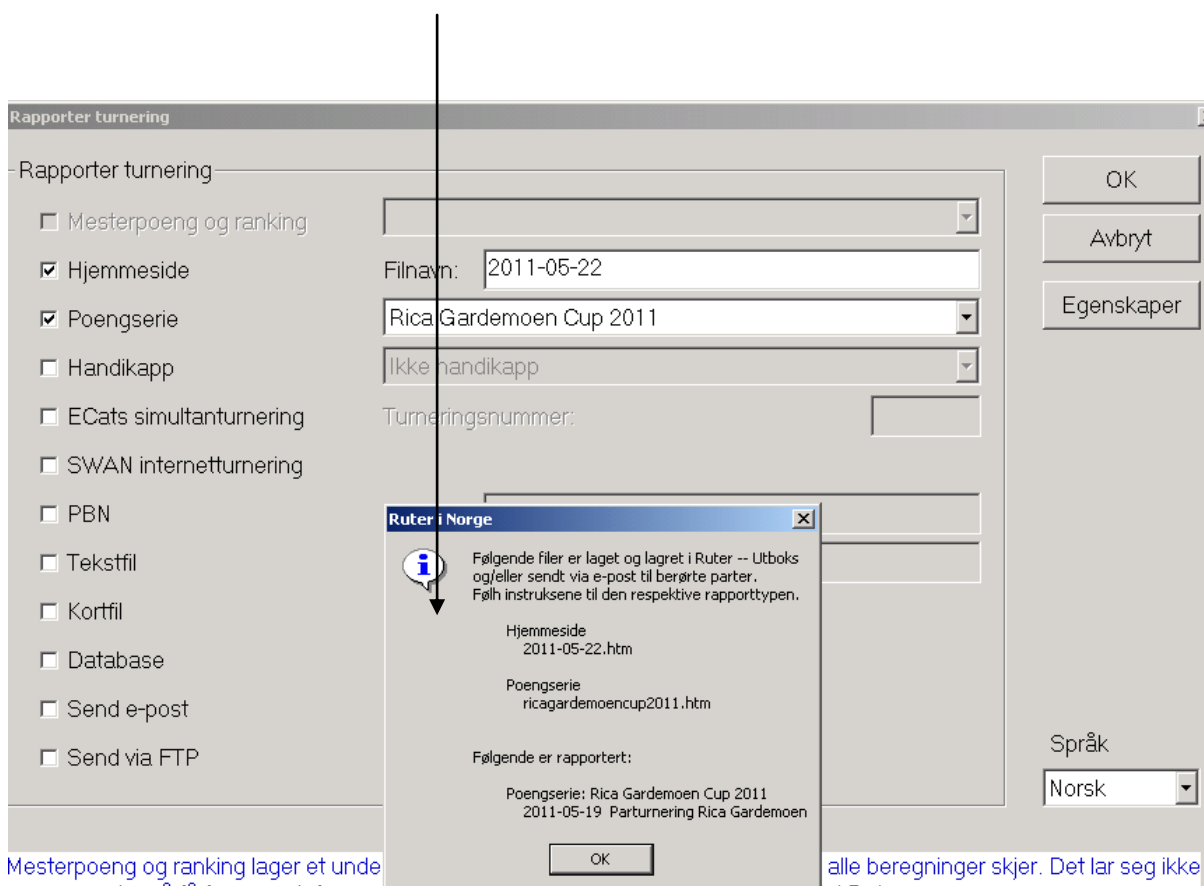 Rapporter turnering
Rapporter turnering
OK
Mesterpoeng og ranking
Avbryt
Hjemmeside Filnavn: 2011-05-22
Poengserie Rica Gardemoen Cup 2011
Egenskaper
Handikapp Ikke handikapp
ECats simultanturnering Turneringsnummer:
SWAN internetturnering
PBN
Tekstfil
Kortfil
Database
Send e-post
Send via FTP
Ruter i Norge
Følgende filer er laget og lagret i Ruter -- Utboks
og/eller sendt via e-post til berørte parter.
Følh instruksene til den respektive rapporttypen.
Hjemmeside
2011-05-22.htm
Poengserie
ricagardemoencup2011.htm
Følgende er rapportert:
Poengserie: Rica Gardemoen Cup 2011
2011-05-19 Parturnering Rica Gardemoen
OK
Språk
Norsk
Mesterpoeng og ranking lager et unde alle beregninger skjer. Det lar seg ikke